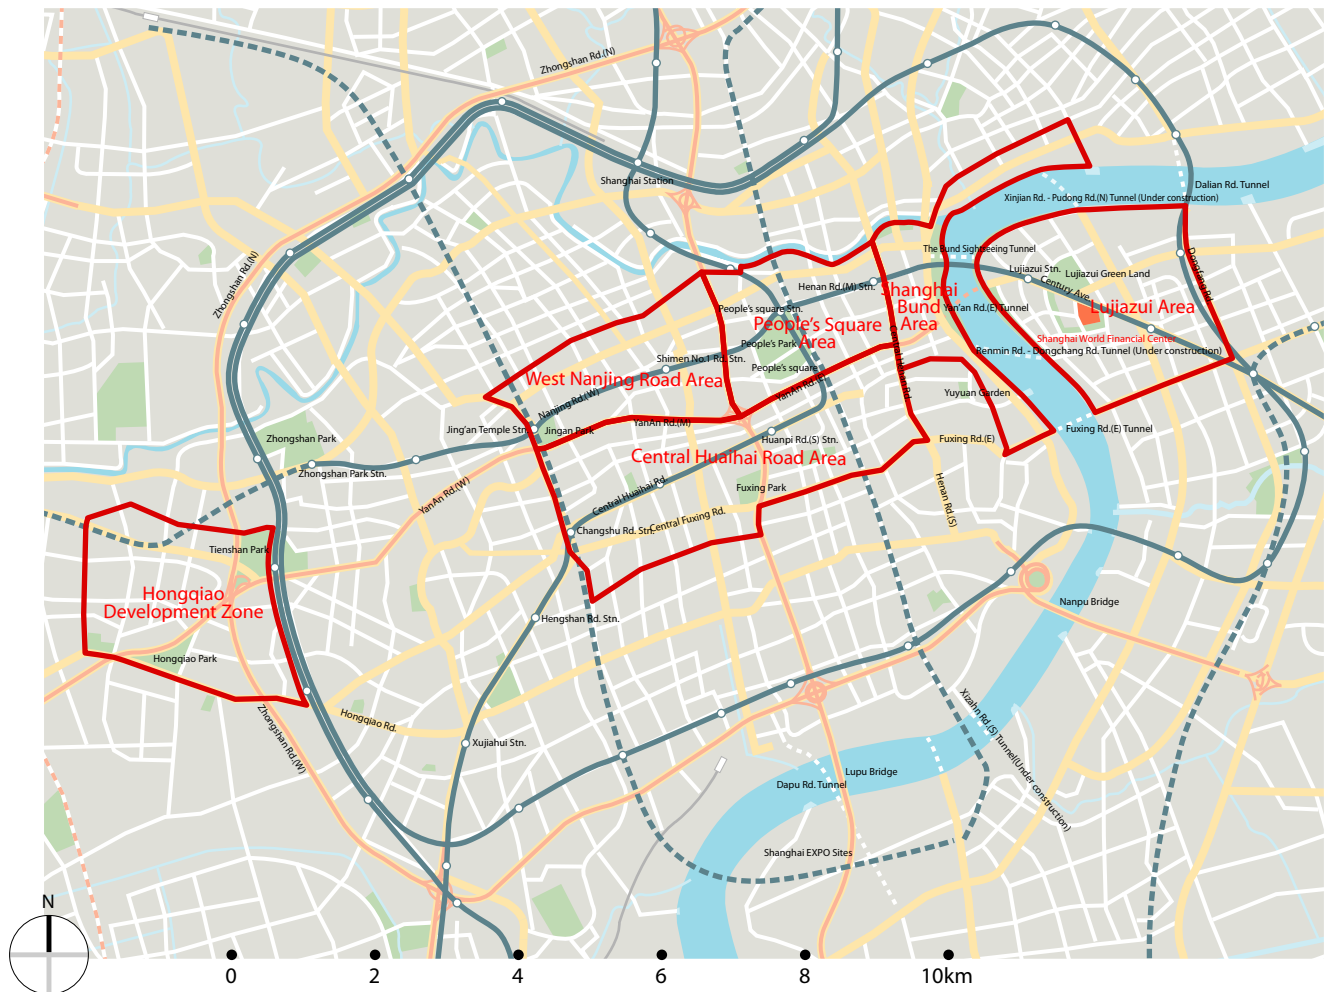 Zhongshan Rd.(N)
Shanghai Station
Dalian Rd. Tunnel
Xinjian Rd. - Pudong Rd.(N) Tunnel (Under construction)
Zhongshan Rd.(N)
The Bund Sightseeing Tunnel
Dongfang Rd.
Lujiazui Stn.
Lujiazui Green Land
Henan Rd.(M) Stn.
Century Ave.
Shanghai
Bund
Area
People's square Stn.
Yan'an Rd.(E) Tunnel
Lujiazui Area
People's Square
Area
People's Park
Shanghai World Financial Center
Renmin Rd. - Dongchang Rd. Tunnel (Under construction)
Shimen No.1 Rd. Stn.
People's square
West Nanjing Road Area
Central Henan Rd.
YanAn Rd.(E)
Yuyuan Garden
Nanjing Rd.(W)
Jing'an Temple Stn.
Jingan Park
YanAn Rd.(M)
Fuxing Rd.(E) Tunnel
Zhongshan Park
Huanpi Rd.(S) Stn.
Fuxing Rd.(E)
Central Huaihai Road Area
Zhongshan Park Stn.
Central Huaihai Rd.
Fuxing Park
Henan Rd.(S)
YanAn Rd.(W)
Changshu Rd. Stn.
Central Fuxing Rd.
Tienshan Park
Hongqiao
Development Zone
Nanpu Bridge
Hengshan Rd. Stn.
Hongqiao Park
Hongqiao Rd.
Zhongshan Rd.(W)
Xizahn Rd.(S) Tunnel(Under construction)
Xujiahui Stn.
Lupu Bridge
Dapu Rd. Tunnel
Shanghai EXPO Sites
N
0 2 4 6 8 10km